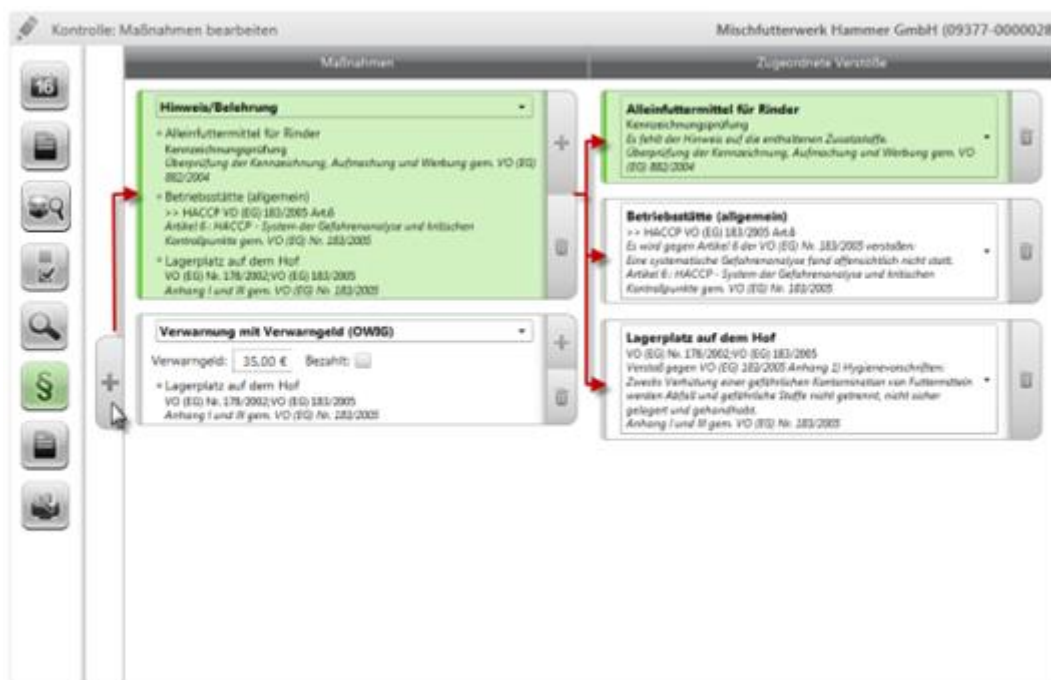 Kontrolle: Maßnahmen bearbeiten
Mischfutterwerk Hammer GmbH (09377-0000028
Maßnahmen
Zugeordnete Verstöße
16
Hinweis/Belehrung
Alleinfuttermittel für Rinder
Kennzeichnungsprüfung
Überprüfung der Kennzeichnung, Aufmachung und Werbung gem. VO (EG)
882/2004
Betriebsstätte (allgemein)
>> HACCP VO (EG) 183/2005 Art.6
Artikel 6: HACCP - System der Gefahrenanalyse und kritischen
Kontrollpunkte gem. VO (EG) Nr. 183/2005
Lagerplatz auf dem Hof
VO (EG) Nr. 178/2002;VO (EG) 183/2005
Anhang I und III gem. VO (EG) Nr. 183/2005
Verwarnung mit Verwarngeld (OWIG)
Verwarngeld: 35,00 € Bezahlt:
Lagerplatz auf dem Hof
VO (EG) Nr. 178/2002;VO (EG) 183/2005
Anhang I und III gem. VO (EG) Nr. 183/2005
§
Alleinfuttermittel für Rinder
Kennzeichnungsprüfung
Es fehlt der Hinweis auf die enthaltenen Zusatzstoffe.
Überprüfung der Kennzeichnung, Aufmachung und Werbung gem. VO
(EG) 882/2004
Betriebsstätte (allgemein)
>> HACCP VO (EG) 183/2005 Art.6
Es wird gegen Artikel 6 der VO (EG) Nr. 183/2005 verstoßen:
Eine systematische Gefahrenanalyse fand offensichtlich nicht statt.
Artikel 6: HACCP - System der Gefahrenanalyse und kritischen
Kontrollpunkte gem. VO (EG) Nr. 183/2005
Lagerplatz auf dem Hof
VO (EG) Nr. 178/2002;VO (EG) 183/2005
Verstoß gegen VO (EG) 183/2005 Anhang 1) Hygienevorschriften:
Zwecks Verhütung einer gefährlichen Kontamination von Futtermitteln
werden Abfall und gefährliche Stoffe nicht getrennt, nicht sicher
gelagert und gehandhabt.
Anhang I und III gem. VO (EG) Nr. 183/2005